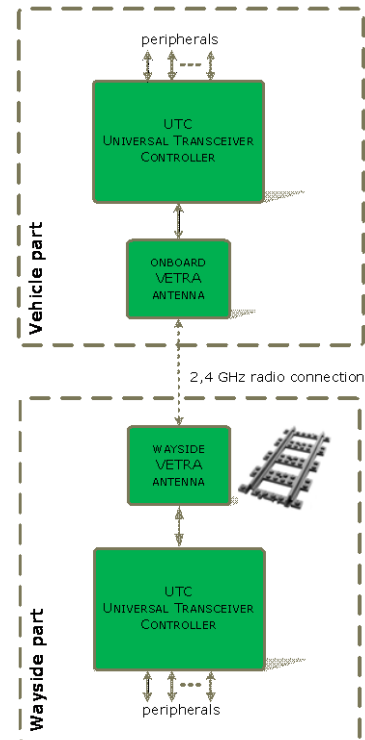 peripherals
UTC
UNIVERSAL TRANSCEIVER
CONTROLLER
ONBOARD
VETRA
ANTENNA
Vehicle part
2,4 GHz radio connection
WAYSIDE
VETRA
ANTENNA
UTC
UNIVERSAL TRANSCEIVER
CONTROLLER
Wayside part
peripherals